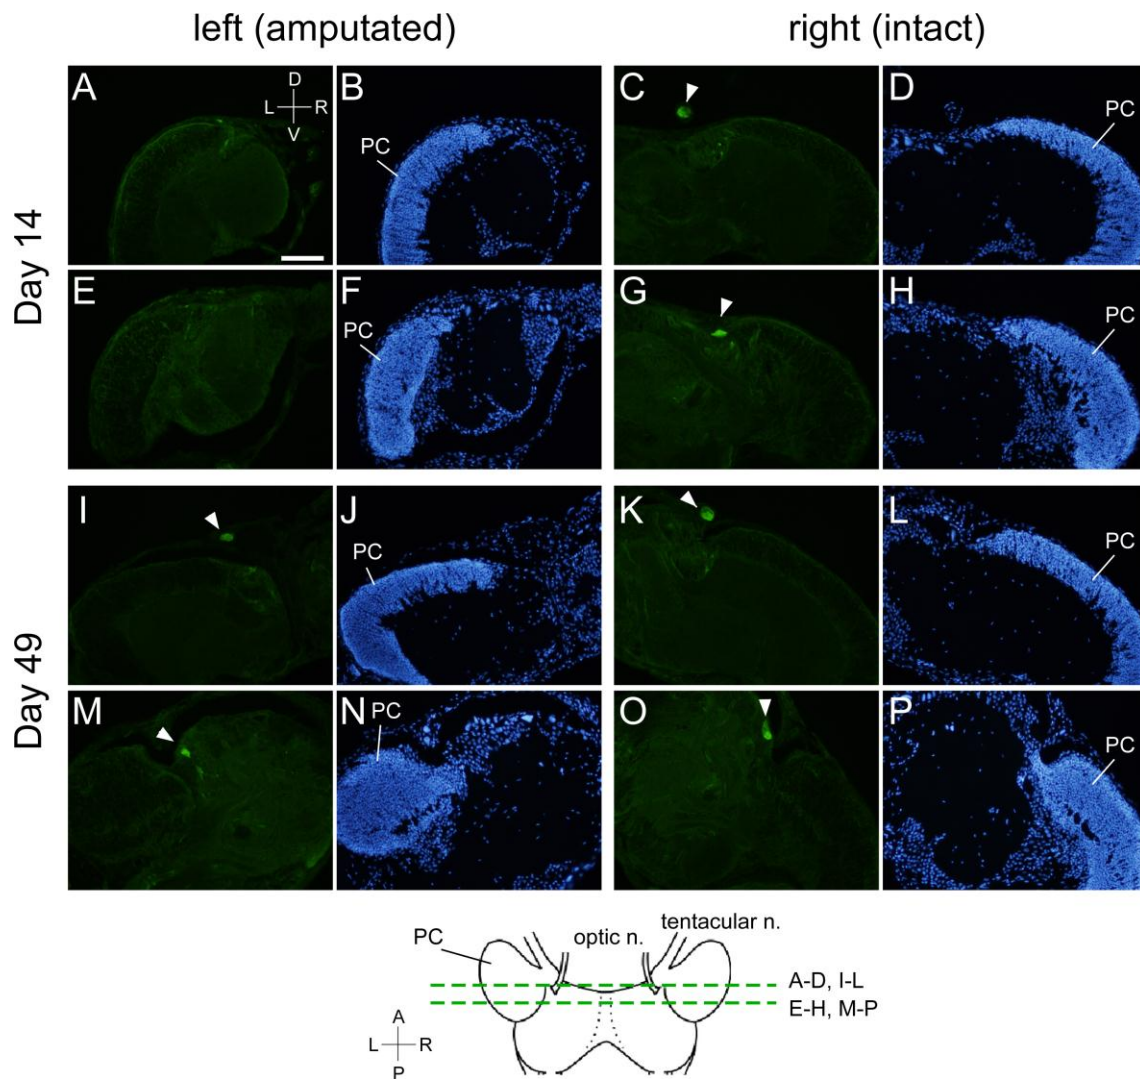 left (amputated) right (intact)
Day 14
A D L R V B PC C D PC
E F PC G H PC
Day 49
I J PC K L PC
M N PC O P PC
PC optic n. tentacular n.
A-D, I-L
E-H, M-P
A
L R
P